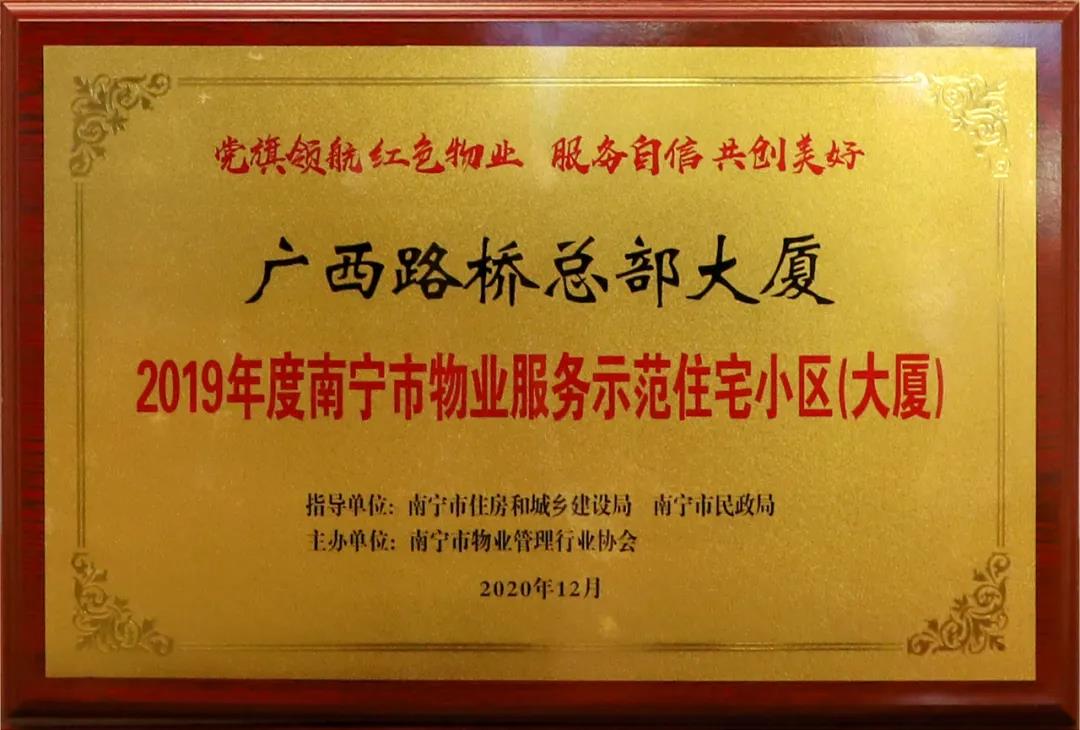 党旗领航 红色物业 服务自信 共创美好
广西路桥总部大厦
2019年度南宁市物业服务示范住宅小区(大厦)
指导单位：南宁市住房和城乡建设局 南宁市民政局
主办单位：南宁市物业管理行业协会
2020年12月